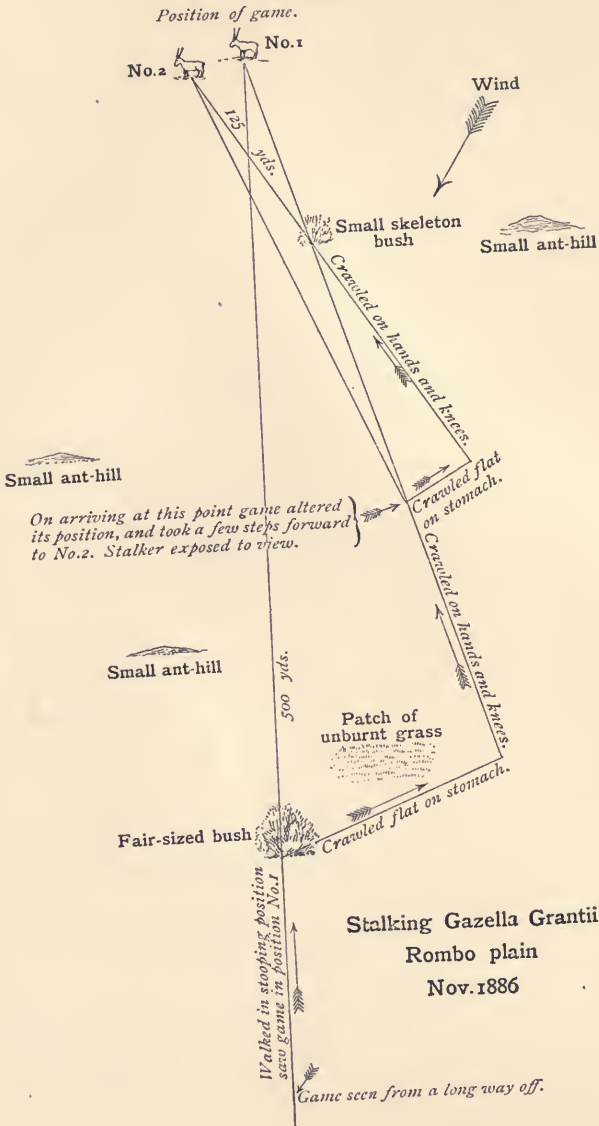 Position of game.
No.1
No.2
Wind
125
yds.
Small skeleton
bush
Small ant-hill
Crawled on hands and knees.
Small ant-hill
Crawled flat
on stomach.
On arriving at this point game altered
its position, and took a few steps forward
to No.2. Stalker exposed to view.
Crawled on hands and knees.
Small ant-hill
500 yds.
Patch of
unburnt grass
Fair-sized bush
Crawled flat on stomach.
Walked in stooping position
saw game in position No.1
Stalking Gazella Grantii
Rombo plain
Nov. 1886
Game seen from a long way off.